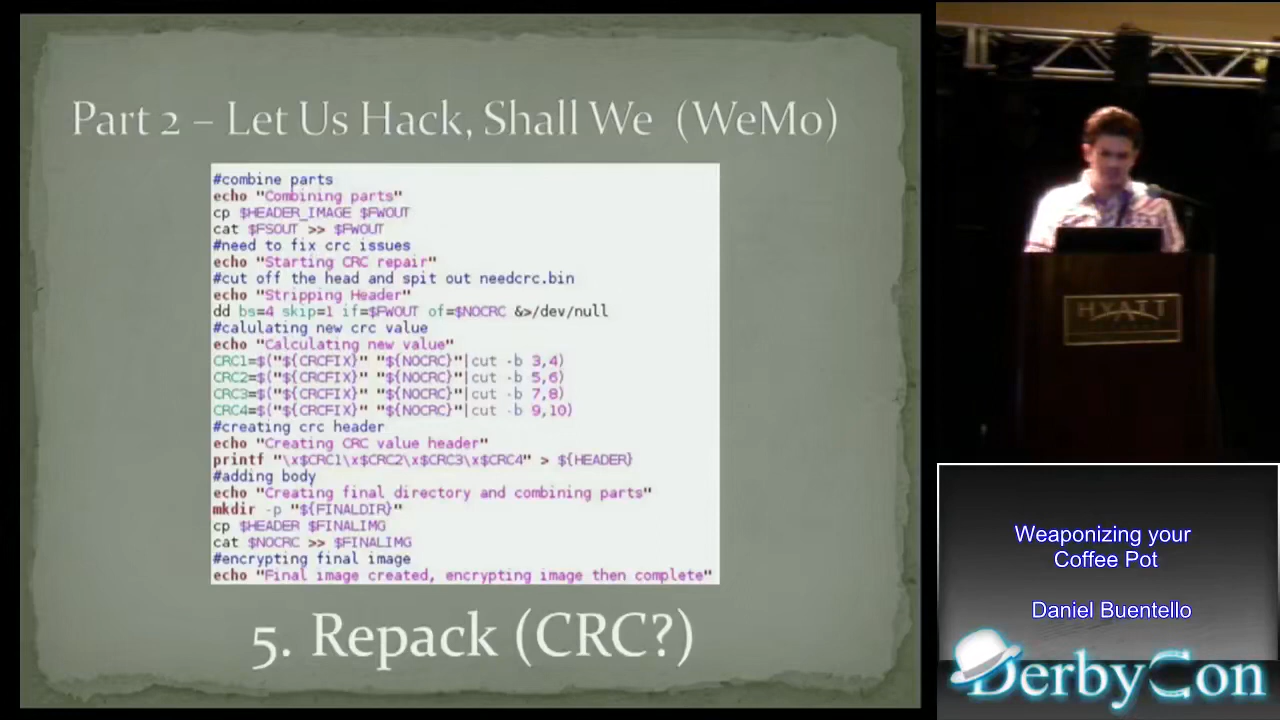 Part 2 – Let Us Hack, Shall We (WeMo)
#combine parts
echo "Combining parts"
cp $HEADER_IMAGE $FWOUT
cat $FSOUT >> $FWOUT
#need to fix crc issues
echo "Starting CRC repair"
#cut off the head and spit out needcrc.bin
echo "Stripping Header"
dd bs=4 skip=1 if=$FWOUT of=$NOCRC &>/dev/null
#calulating new crc value
echo "Calculating new value"
CRC1=$("${CRCFIX}" "${NOCRC}"|cut -b 3,4)
CRC2=$("${CRCFIX}" "${NOCRC}"|cut -b 5,6)
CRC3=$("${CRCFIX}" "${NOCRC}"|cut -b 7,8)
CRC4=$("${CRCFIX}" "${NOCRC}"|cut -b 9,10)
#creating crc header
echo "Creating CRC value header"
printf "\x$CRC1\x$CRC2\x$CRC3\x$CRC4" > ${HEADER}
#adding body
echo "Creating final directory and combining parts"
mkdir -p "${FINALDIR}"
cp $HEADER $FINALIMG
cat $NOCRC >> $FINALIMG
#encrypting final image
echo "Final image created, encrypting image then complete"
5. Repack (CRC?)
HYATT
Weaponizing your
Coffee Pot
Daniel Buentello
DerbyCon